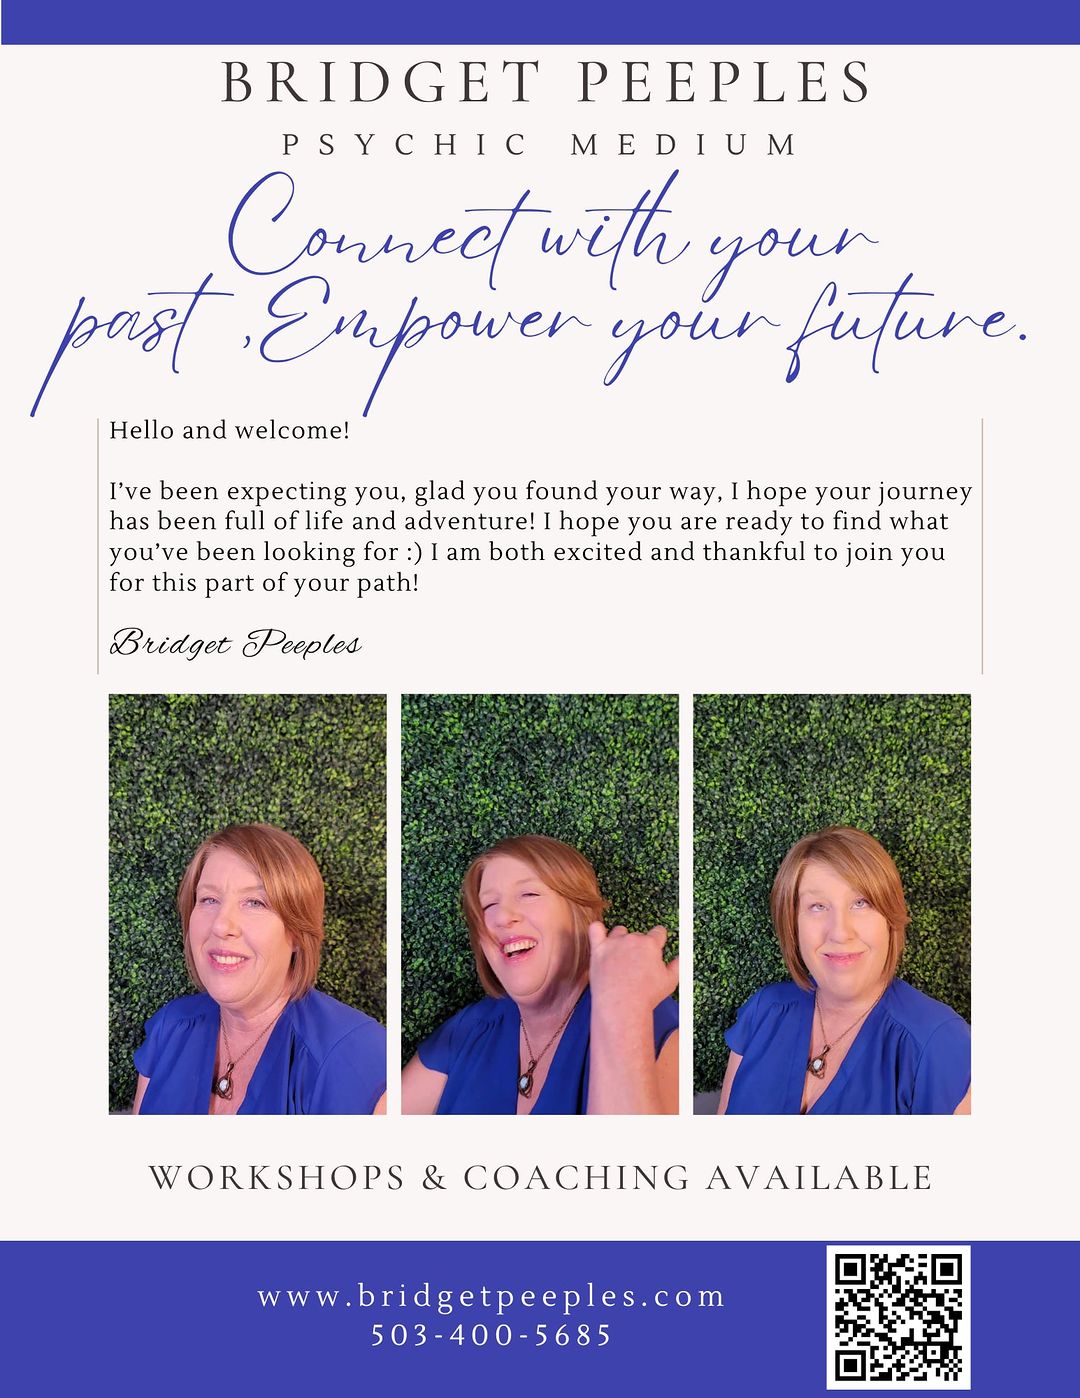 BRIDGET PEEPLES
PSYCHIC MEDIUM
Connect with your
past ,Empower your future.
Hello and welcome!
I've been expecting you, glad you found your way, I hope your journey
has been full of life and adventure! I hope you are ready to find what
you've been looking for :) I am both excited and thankful to join you
for this part of your path!
Bridget Peeples
WORKSHOPS & COACHING AVAILABLE
www.bridgetpeeples.com
503-400-5685